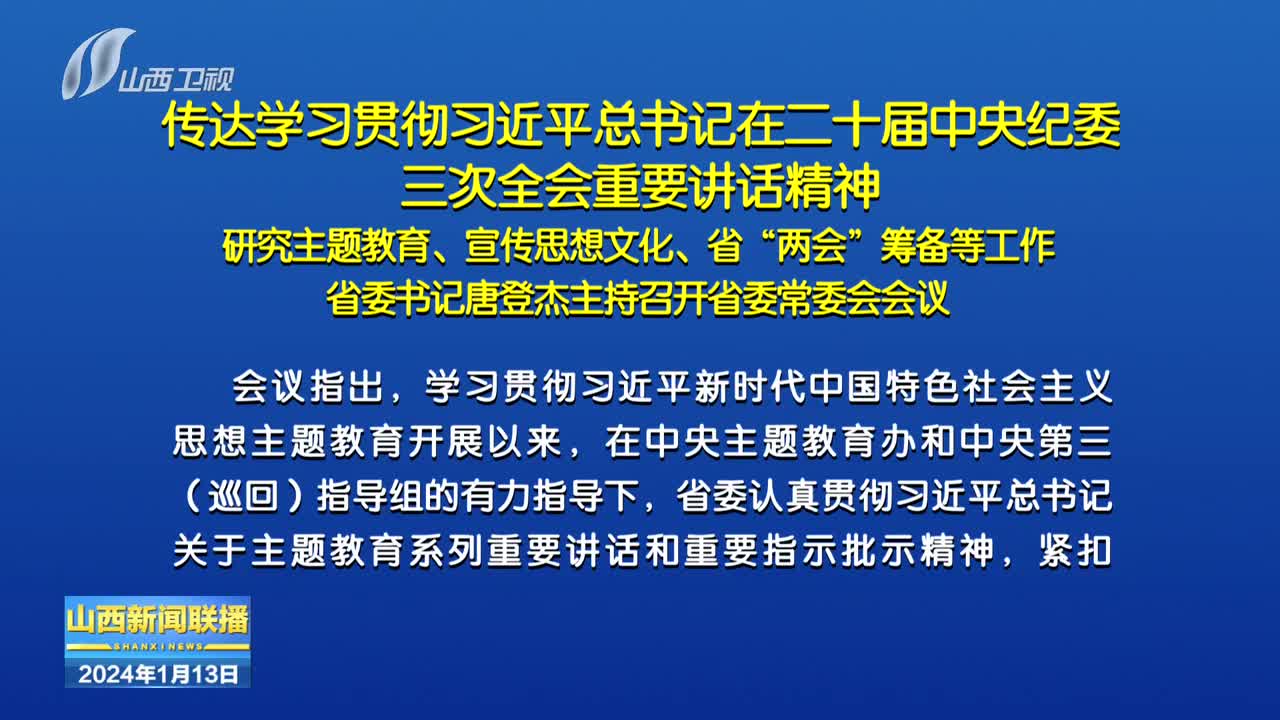 山西卫视
传达学习贯彻习近平总书记在二十届中央纪委
三次全会重要讲话精神
研究主题教育、宣传思想文化、省“两会”筹备等工作
省委书记唐登杰主持召开省委常委会会议
会议指出，学习贯彻习近平新时代中国特色社会主义
思想主题教育开展以来，在中央主题教育办和中央第三
（巡回）指导组的有力指导下，省委认真贯彻习近平总书记
关于主题教育系列重要讲话和重要指示批示精神，紧扣
山西新闻联播
SHANXI NEWS
2024年1月13日